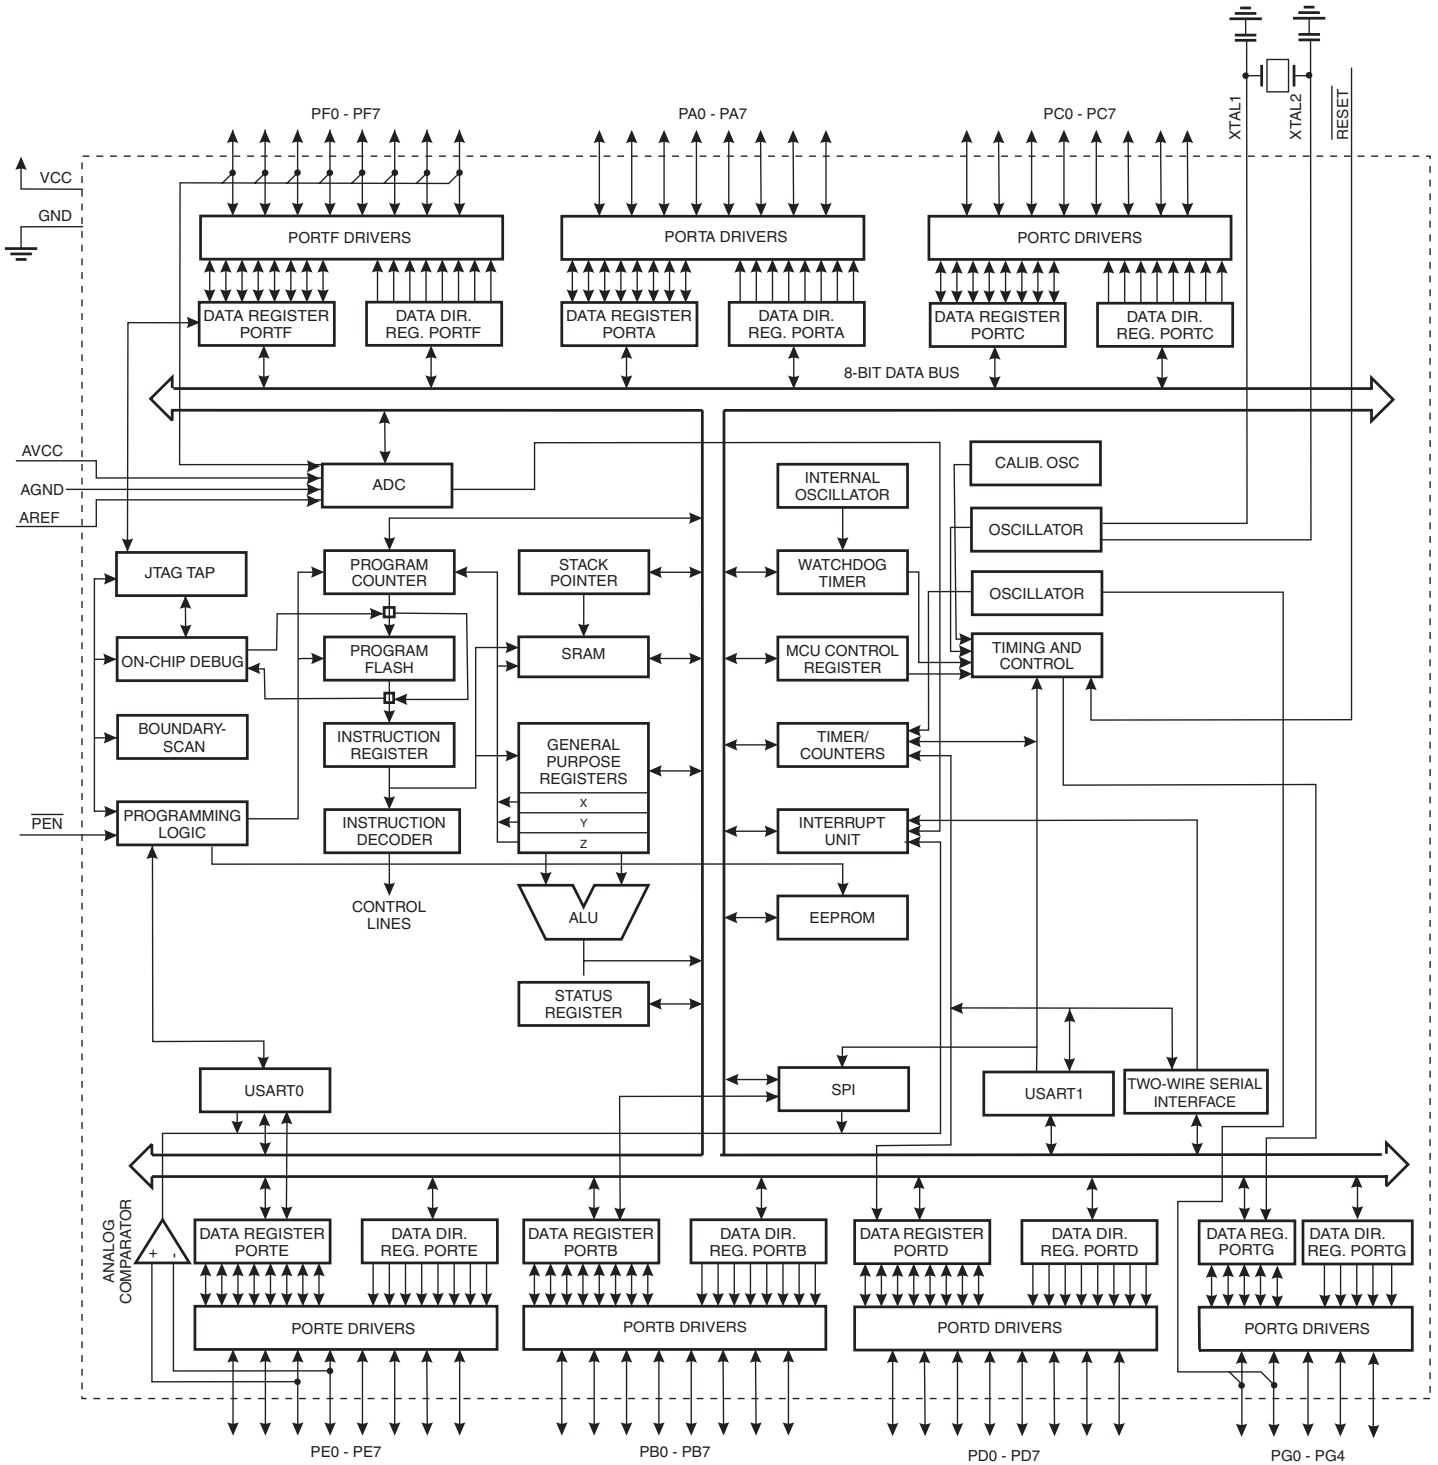 XTAL1
XTAL2
RESET
PF0 - PF7
PA0 - PA7
PC0 - PC7
VCC
GND
PORTF DRIVERS
PORTA DRIVERS
PORTC DRIVERS
DATA REGISTER
PORTF
DATA DIR.
REG. PORTF
DATA REGISTER
PORTA
DATA DIR.
REG. PORTA
DATA REGISTER
PORTC
DATA DIR.
REG. PORTC
8-BIT DATA BUS
AVCC
AGND
AREF
ADC
INTERNAL
OSCILLATOR
CALIB. OSC
OSCILLATOR
JTAG TAP
PROGRAM
COUNTER
STACK
POINTER
WATCHDOG
TIMER
OSCILLATOR
ON-CHIP DEBUG
PROGRAM
FLASH
SRAM
MCU CONTROL
REGISTER
TIMING AND
CONTROL
BOUNDARY-
SCAN
INSTRUCTION
REGISTER
GENERAL
PURPOSE
REGISTERS
X
Y
Z
TIMER/
COUNTERS
PEN
PROGRAMMING
LOGIC
INSTRUCTION
DECODER
INTERRUPT
UNIT
CONTROL
LINES
ALU
EEPROM
STATUS
REGISTER
USART0
SPI
USART1
TWO-WIRE SERIAL
INTERFACE
ANALOG
COMPARATOR
+
-
DATA REGISTER
PORTE
DATA DIR.
REG. PORTE
DATA REGISTER
PORTB
DATA DIR.
REG. PORTB
DATA REGISTER
PORTD
DATA DIR.
REG. PORTD
DATA REG.
PORTG
DATA DIR.
REG. PORTG
PORTE DRIVERS
PORTB DRIVERS
PORTD DRIVERS
PORTG DRIVERS
PE0 - PE7
PB0 - PB7
PD0 - PD7
PG0 - PG4